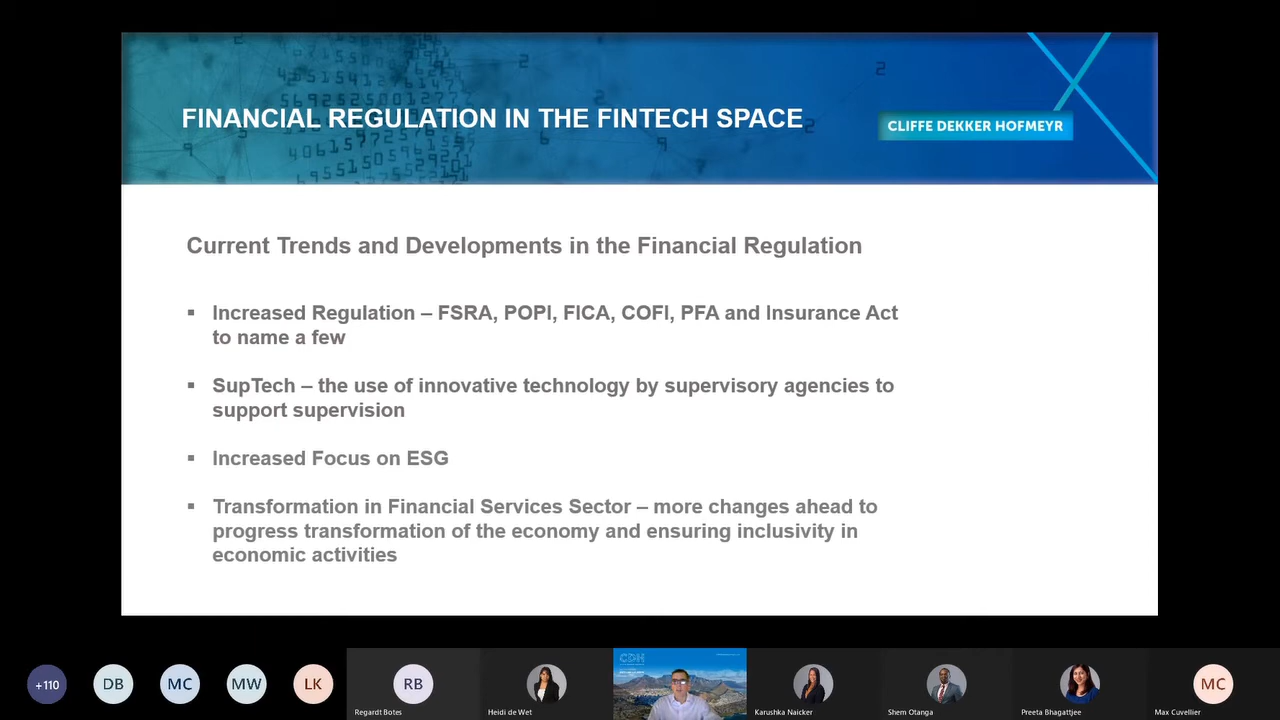 FINANCIAL REGULATION IN THE FINTECH SPACE
CLIFFE DEKKER HOFMEYR
Current Trends and Developments in the Financial Regulation
▪ Increased Regulation – FSRA, POPI, FICA, COFI, PFA and Insurance Act
to name a few
▪ SupTech – the use of innovative technology by supervisory agencies to
support supervision
▪ Increased Focus on ESG
▪ Transformation in Financial Services Sector – more changes ahead to
progress transformation of the economy and ensuring inclusivity in
economic activities
+110 DB MC MW LK RB CDH MC
Regardt Botes Heidi de Wet Karushka Naicker Shem Otanga Preeta Bhagattjee Max Cuvellier